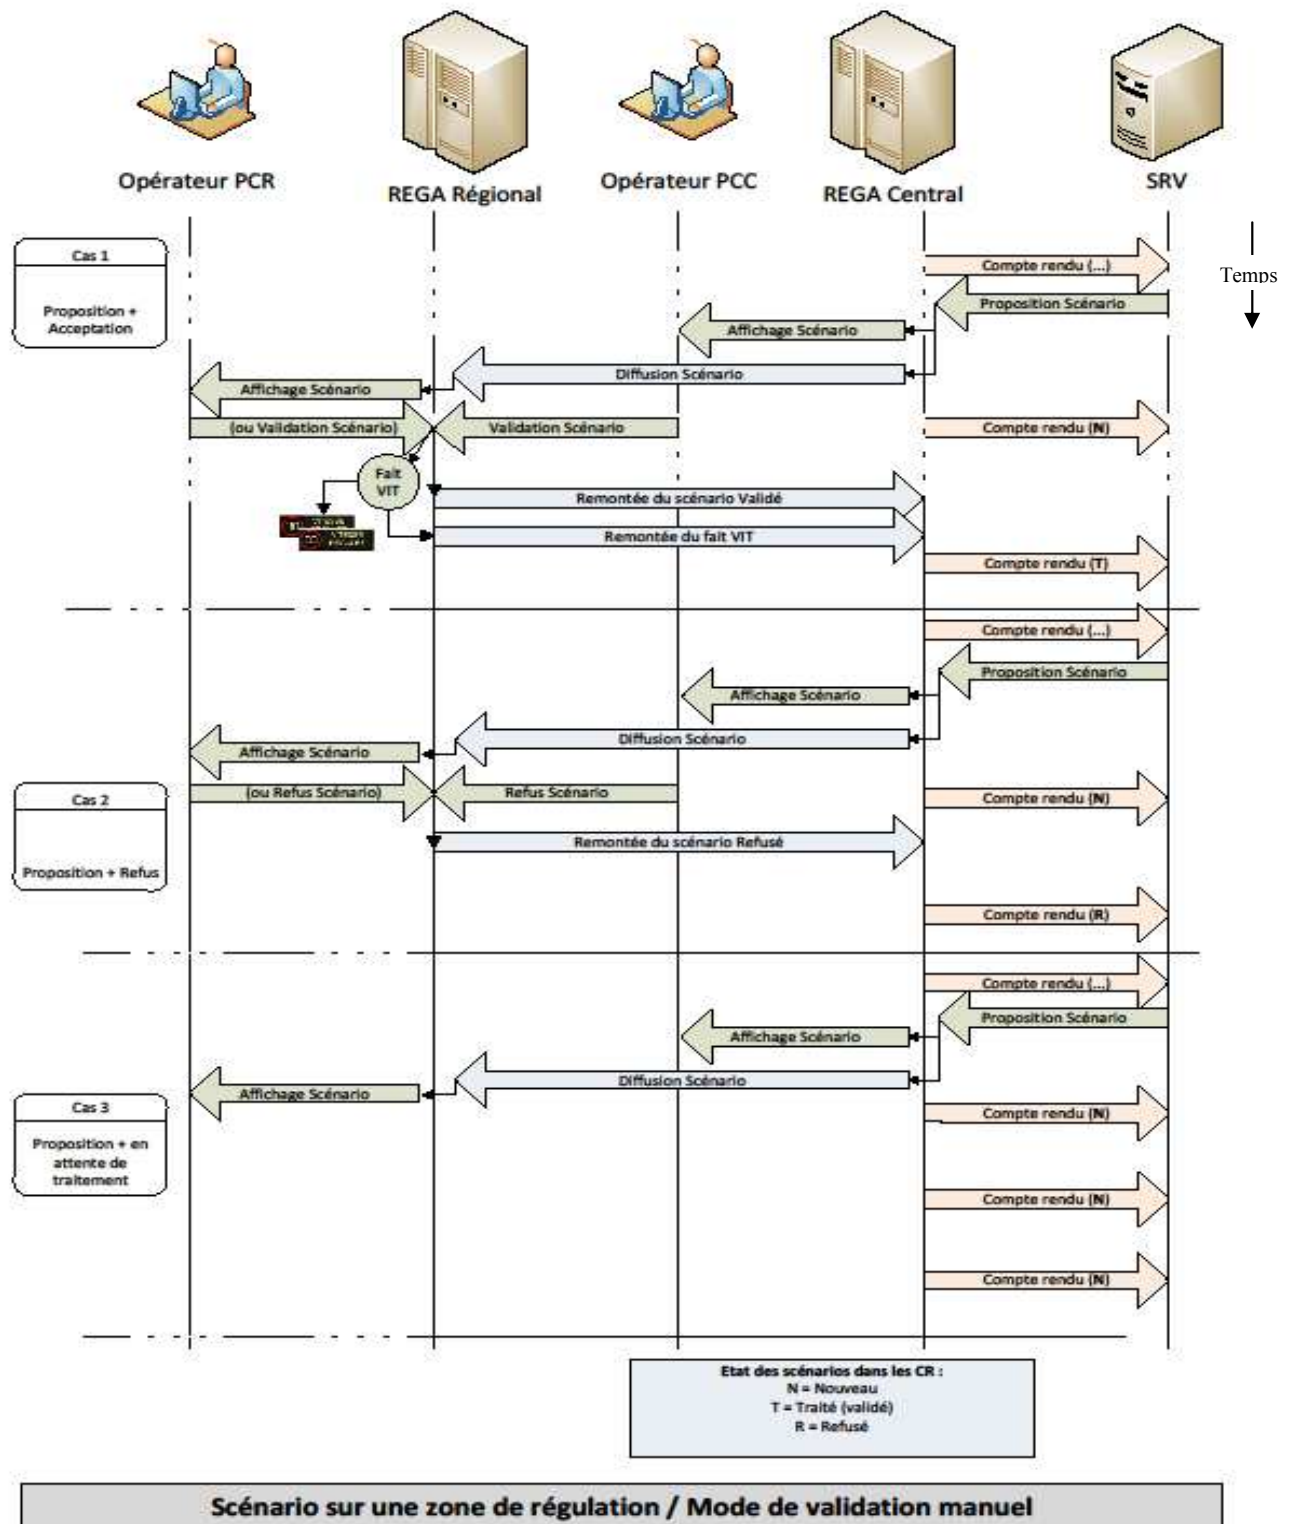 Opérateur PCR
REGA Régional
Opérateur PCC
REGA Central
SRV
Temps
Cas 1
Proposition +
Acceptation
Compte rendu (...)
Proposition Scénario
Affichage Scénario
Diffusion Scénario
Affichage Scénario
(ou Validation Scénario)
Validation Scénario
Compte rendu (N)
Fait
VIT
Remontée du scénario Validé
Remontée du fait VIT
Compte rendu (T)
Compte rendu (...)
Proposition Scénario
Affichage Scénario
Diffusion Scénario
Affichage Scénario
Cas 2
Proposition + Refus
(ou Refus Scénario)
Refus Scénario
Compte rendu (N)
Remontée du scénario Refusé
Compte rendu (R)
Compte rendu (...)
Proposition Scénario
Affichage Scénario
Diffusion Scénario
Affichage Scénario
Cas 3
Proposition + en
attente de
traitement
Compte rendu (N)
Compte rendu (N)
Compte rendu (N)
Etat des scénarios dans les CR :
N = Nouveau
T = Traité (validé)
R = Refusé
Scénario sur une zone de régulation / Mode de validation manuel